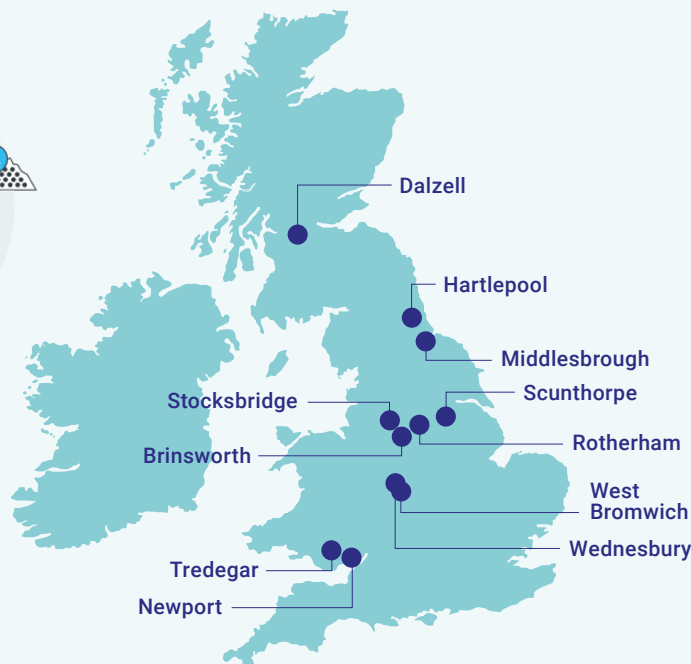 Dalzell
Hartlepool
Middlesbrough
Scunthorpe
Stocksbridge
Rotherham
Brinsworth
West
Bromwich
Wednesbury
Tredegar
Newport